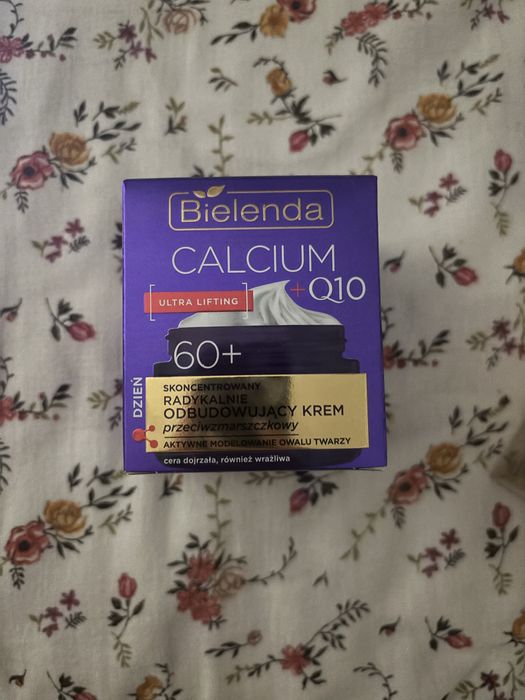 Bielenda
CALCIUM
+ Q10
[ULTRA LIFTING]
60+
DZIEŃ
SKONCENTROWANY
RADYKALNIE
ODBUDOWUJĄCY KREM
przeciwzmarszczkowy
AKTYWNE MODELOWANIE OWALU TWARZY
cera dojrzała, również wrażliwa